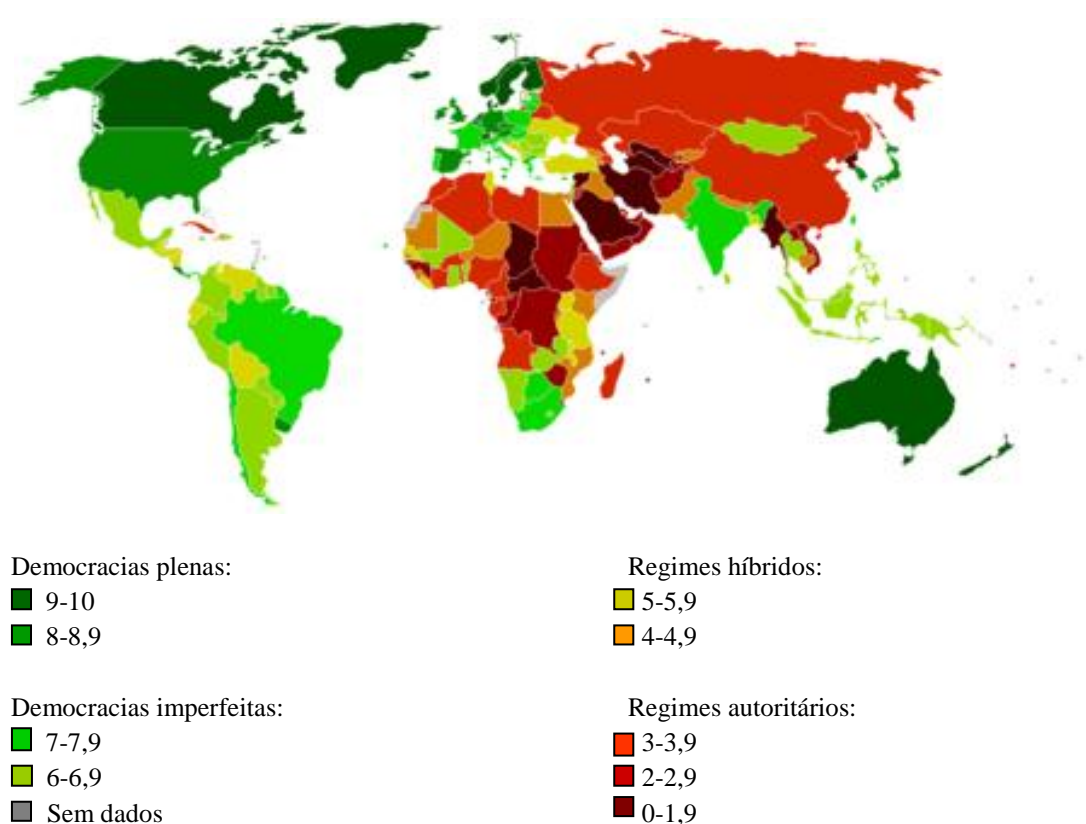 Democracias plenas:
9-10
8-8,9
Democracias imperfeitas:
7-7,9
6-6,9
Sem dados
Regimes híbridos:
5-5,9
4-4,9
Regimes autoritários:
3-3,9
2-2,9
0-1,9